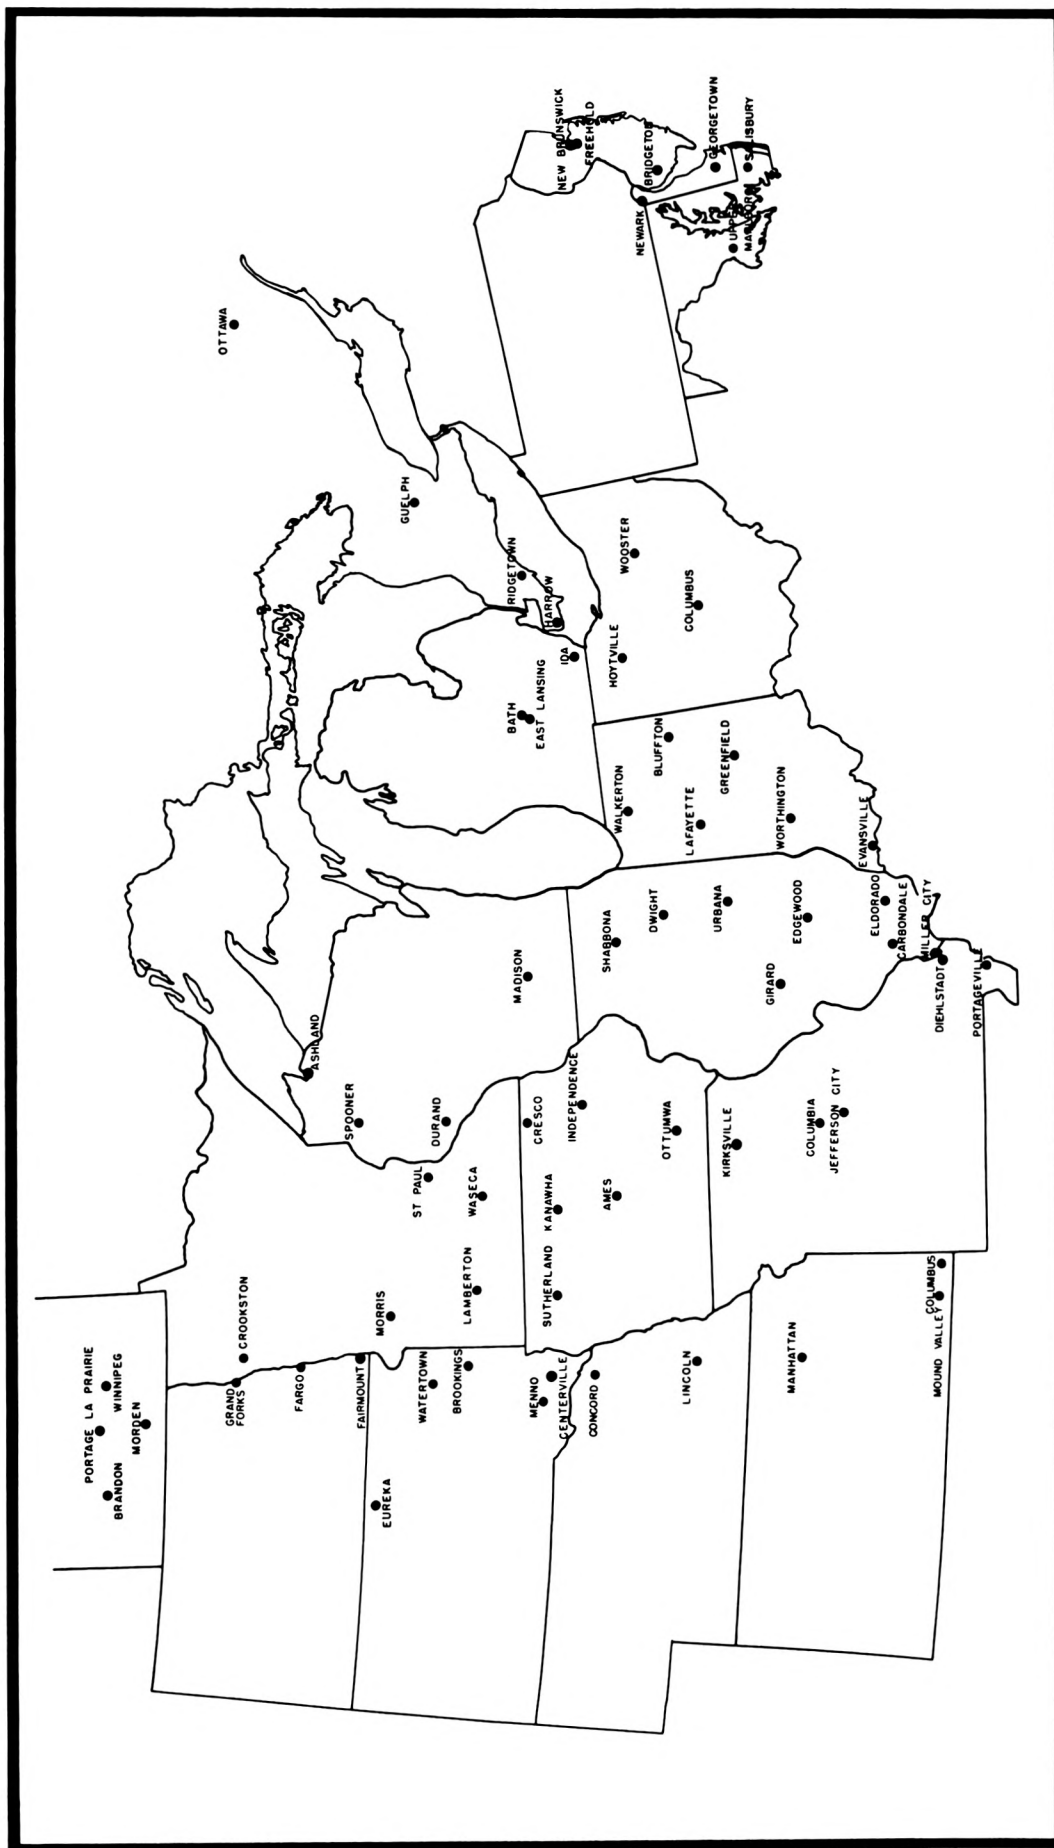 PORTAGE LA PRAIRIE
WINNIPEG
BRANDON
MORDEN
GRAND
FORKS
CROOKSTON
FARGO
FAIRMOUNT
MORRIS
EUREKA
WATERTOWN
BROOKINGS
LAMBERTON
WASECA
ST PAUL
MENNO
CENTERVILLE
CONCORD
LINCOLN
MANHATTAN
MOUND VALLEY
COLUMBUS
SUTHERLAND
KANAWHA
CRESCO
INDEPENDENCE
AMES
OTTUMWA
KIRKSVILLE
COLUMBIA
JEFFERSON CITY
DIEHLSTADT
PORTAGEVILLE
ASHLAND
SPOONER
DURAND
MADISON
SHABBONA
DWIGHT
URBANA
GIRARD
EDGEWOOD
ELDORADO
CARBONDALE
MILLER CITY
WALKERTON
BLUFFTON
LAFAYETTE
GREENFIELD
WORTHINGTON
EVANSVILLE
BATH
EAST LANSING
IDA
HOYTVILLE
WOOSTER
COLUMBUS
HARROW
RIDGETOWN
GUELPH
OTTAWA
NEW BRUNSWICK
FREEHOLD
BRIDGETON
NEWARK
GEORGETOWN
SALISBURY
UPPER
MARLBORO